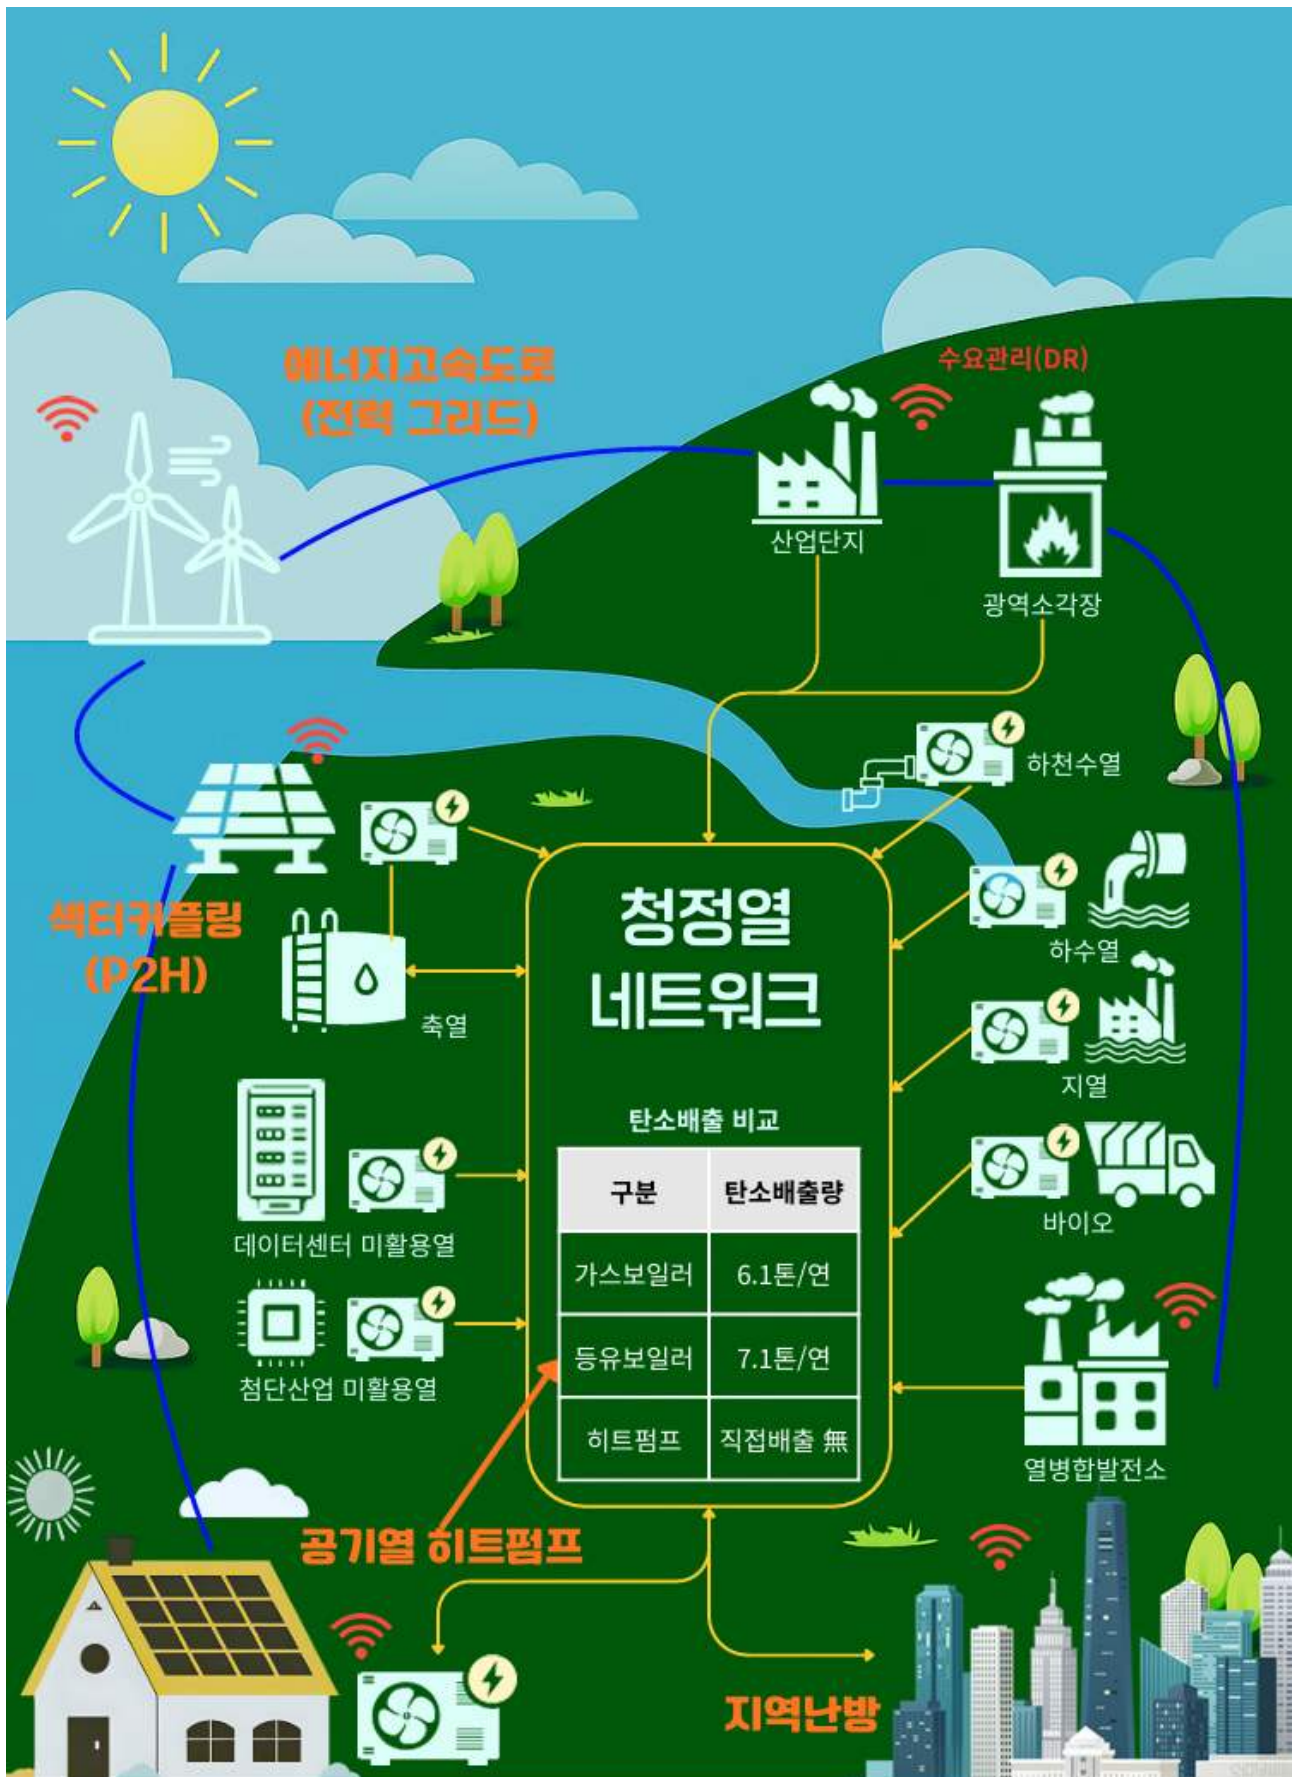 에너지고속도로
(전력 그리드)
수요관리(DR)
산업단지
광역소각장
하천수열
섹터커플링
(P2H)
축열
청정열
네트워크
하수열
지열
바이오
데이터센터 미활용열
첨단산업 미활용열
탄소배출 비교
구분 탄소배출량
가스보일러 6.1톤/연
등유보일러 7.1톤/연
히트펌프 직접배출 無
열병합발전소
공기열 히트펌프
지역난방